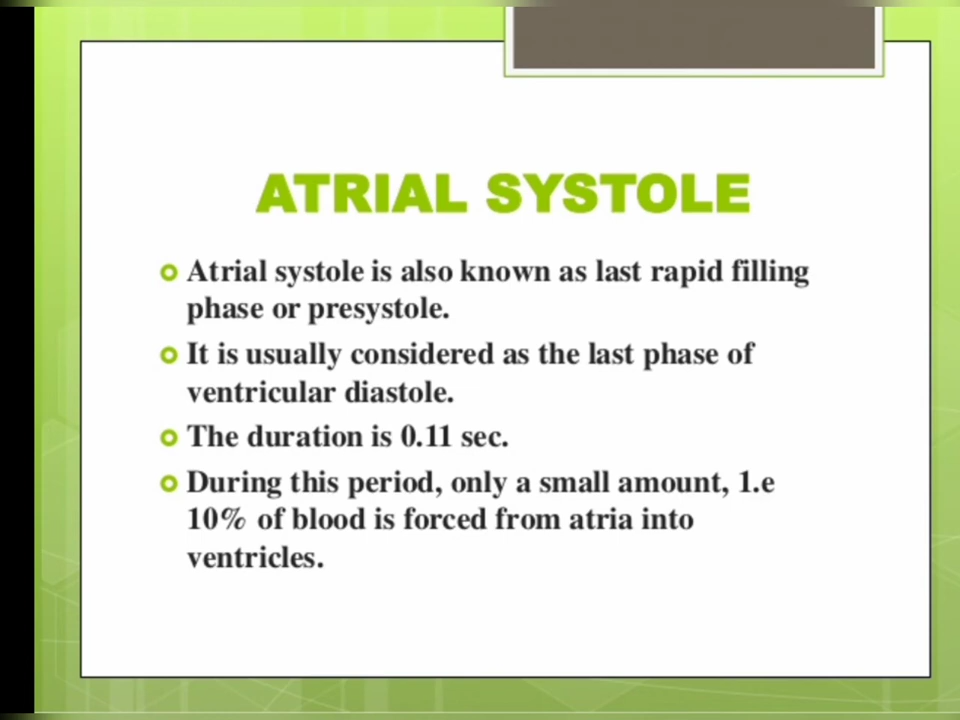 ATRIAL SYSTOLE
Atrial systole is also known as last rapid filling
phase or presystole.
It is usually considered as the last phase of
ventricular diastole.
The duration is 0.11 sec.
During this period, only a small amount, 1.e
10% of blood is forced from atria into
ventricles.